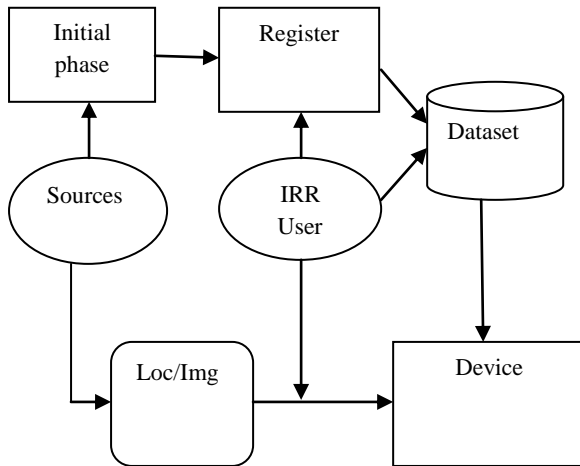 Initial
phase
Register
Dataset
Sources
IRR
User
Loc/Img
Device